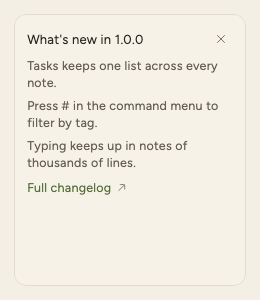 What's new in 1.0.0
Tasks keeps one list across every
note.
Press # in the command menu to
filter by tag.
Typing keeps up in notes of
thousands of lines.
Full changelog